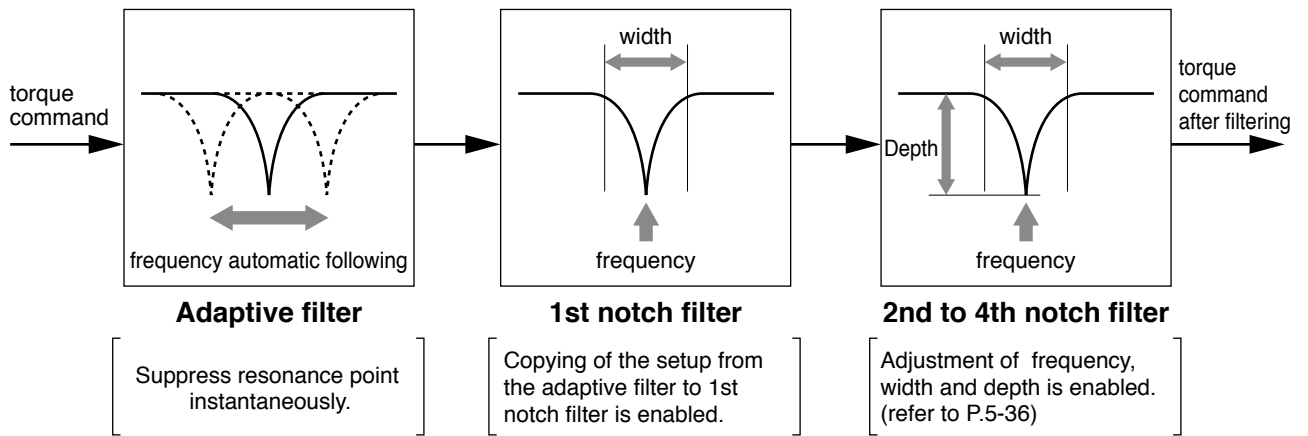 torque
command
frequency automatic following
Adaptive filter
Suppress resonance point
instantaneously.
width
frequency
1st notch filter
Copying of the setup from
the adaptive filter to 1st
notch filter is enabled.
width
Depth
frequency
2nd to 4th notch filter
Adjustment of frequency,
width and depth is enabled.
(refer to P.5-36)
torque
command
after filtering